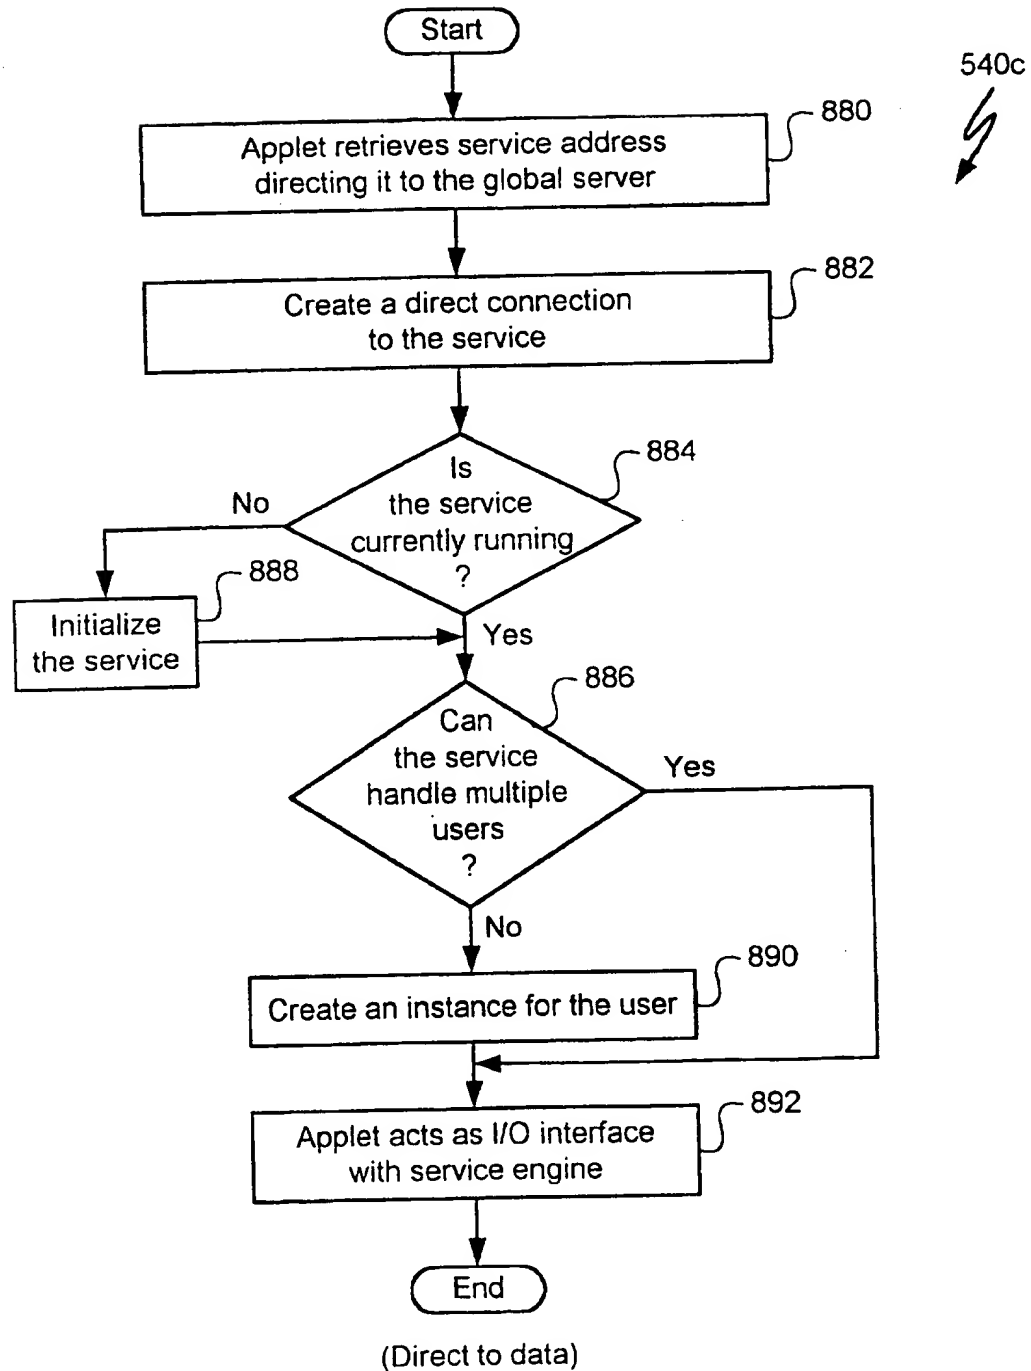 Start
540c
880
Applet retrieves service address
directing it to the global server
882
Create a direct connection
to the service
884
Is
the service
currently running
?
No
888
Initialize
the service
Yes
886
Can
the service
handle multiple
users
?
Yes
No
890
Create an instance for the user
892
Applet acts as I/O interface
with service engine
End
(Direct to data)